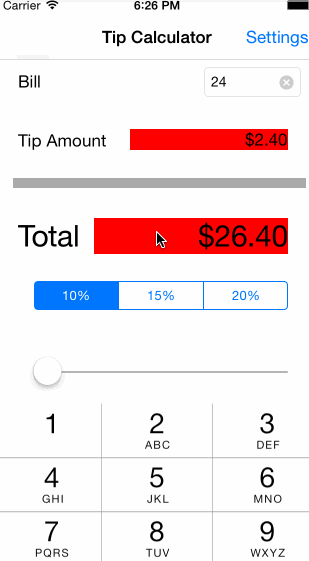 Carrier 6:26 PM
Tip Calculator Settings
Bill 24
Tip Amount $2.40
Total $26.40
10% 15% 20%
1 2 3
ABC DEF
4 5 6
GHI JKL MNO
7 8 9
PQRS TUV WXYZ